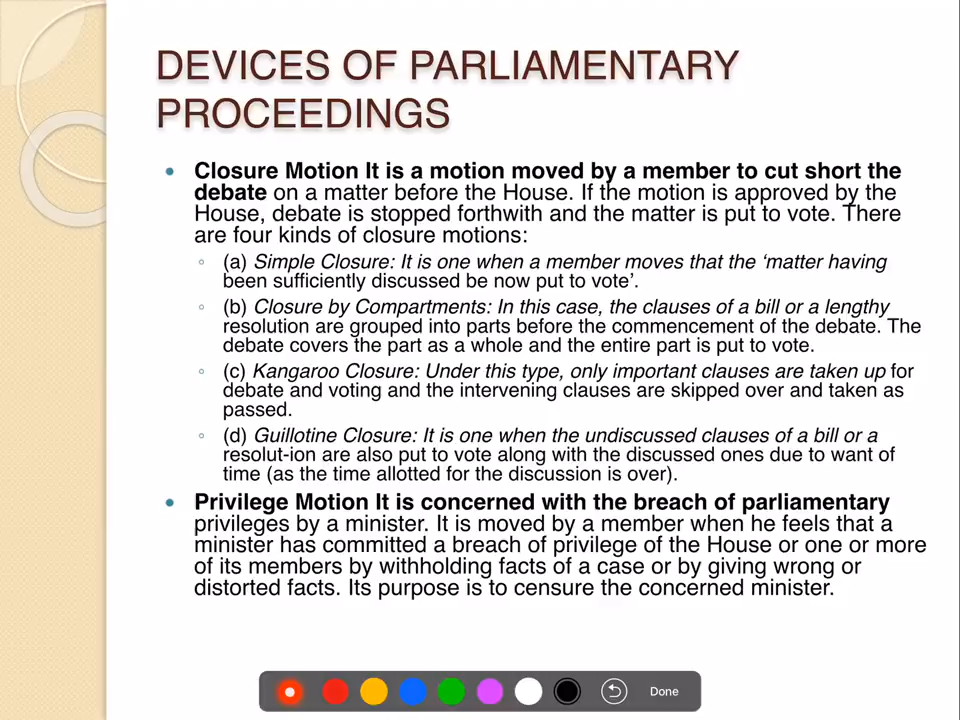 DEVICES OF PARLIAMENTARY
PROCEEDINGS
• Closure Motion It is a motion moved by a member to cut short the
debate on a matter before the House. If the motion is approved by the
House, debate is stopped forthwith and the matter is put to vote. There
are four kinds of closure motions:
◦ (a) Simple Closure: It is one when a member moves that the ‘matter having
been sufficiently discussed be now put to vote’.
◦ (b) Closure by Compartments: In this case, the clauses of a bill or a lengthy
resolution are grouped into parts before the commencement of the debate. The
debate covers the part as a whole and the entire part is put to vote.
◦ (c) Kangaroo Closure: Under this type, only important clauses are taken up for
debate and voting and the intervening clauses are skipped over and taken as
passed.
◦ (d) Guillotine Closure: It is one when the undiscussed clauses of a bill or a
resolut-ion are also put to vote along with the discussed ones due to want of
time (as the time allotted for the discussion is over).
• Privilege Motion It is concerned with the breach of parliamentary
privileges by a minister. It is moved by a member when he feels that a
minister has committed a breach of privilege of the House or one or more
of its members by withholding facts of a case or by giving wrong or
distorted facts. Its purpose is to censure the concerned minister.
Done